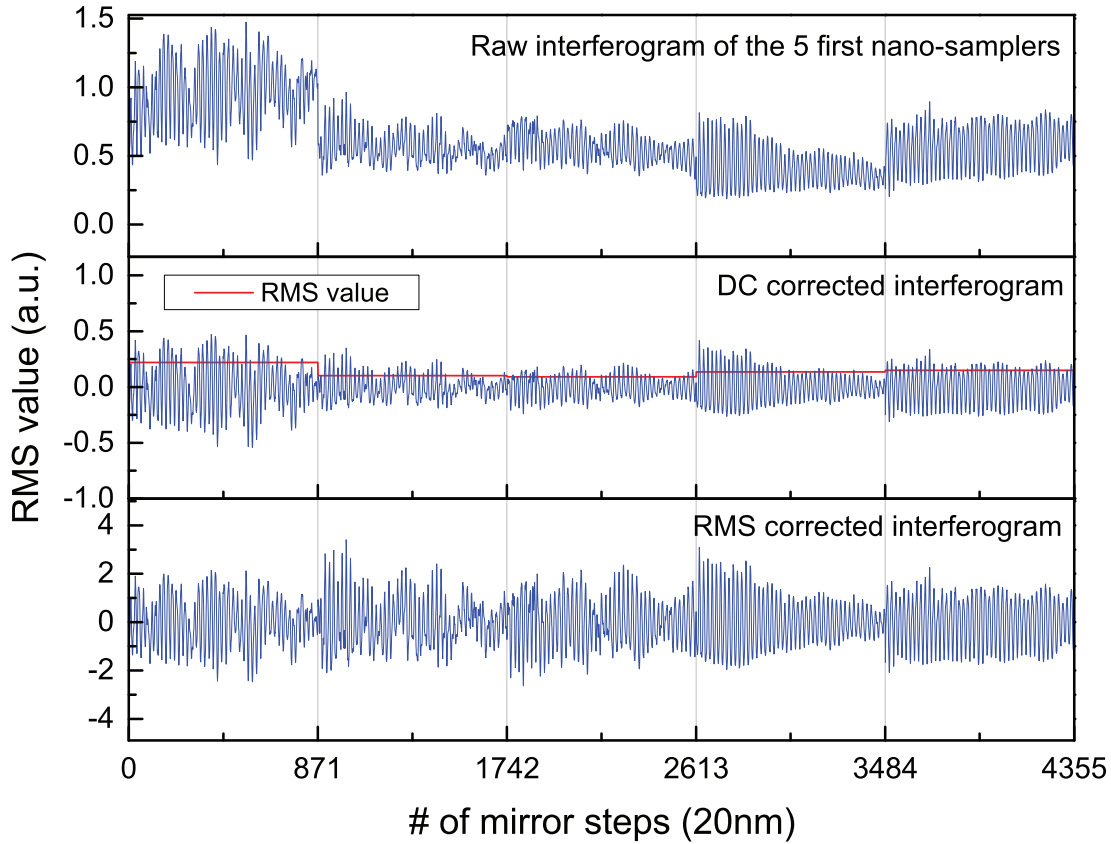 1.5
Raw interferogram of the 5 first nano-samplers
1.0
0.5
0.0
1.0
RMS value
DC corrected interferogram
0.5
0.0
-0.5
-1.0
RMS value (a.u.)
4
RMS corrected interferogram
2
0
-2
-4
0 871 1742 2613 3484 4355
# of mirror steps (20nm)